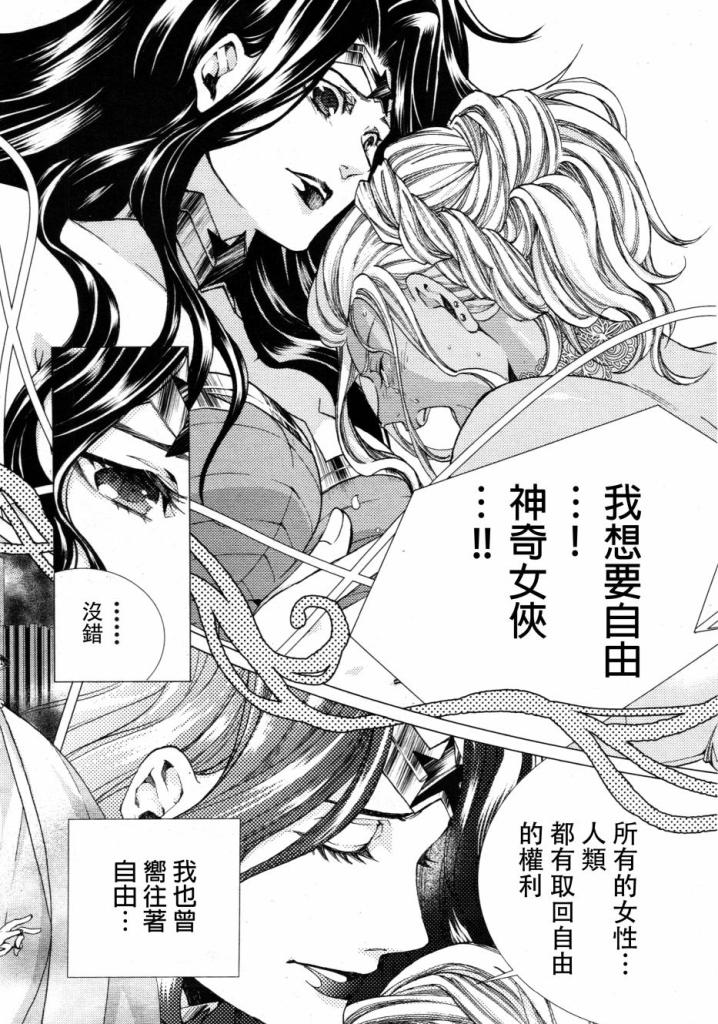 我想要自由
…！
神奇女俠
…!!
……
沒錯
所有的女性…
人類
都有取回自由
的權利
我也曾
嚮往著
自由…